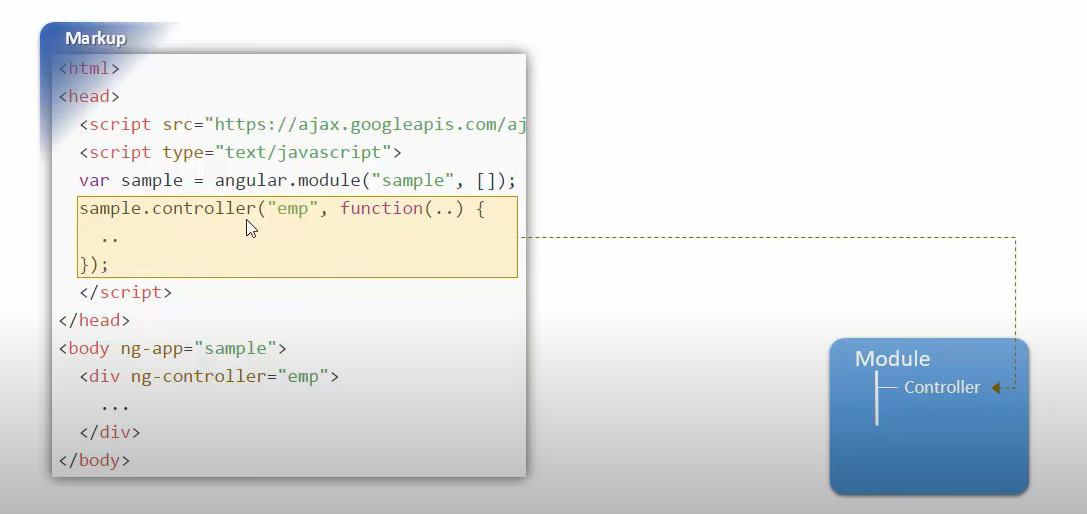 Markup
<html>
<head>
<script src="https://ajax.googleapis.com/aj
<script type="text/javascript">
var sample = angular.module("sample", []);
sample.controller("emp", function(..) {
..
});
</script>
</head>
<body ng-app="sample">
<div ng-controller="emp">
...
</div>
</body>
Module
Controller